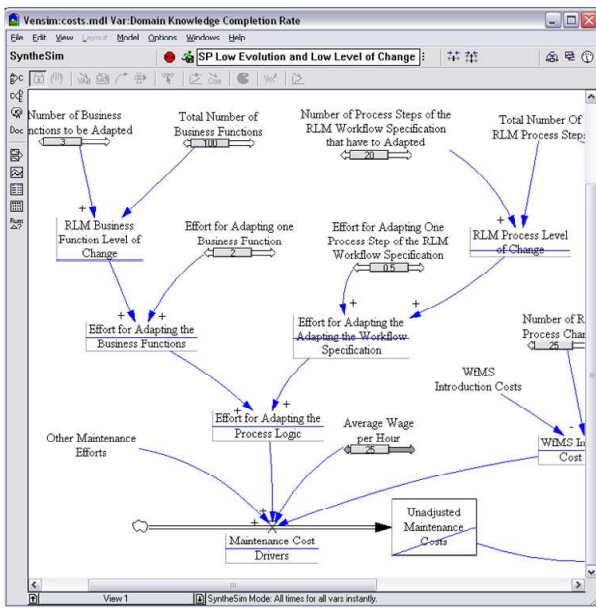 Vensim:costs.mdl Var:Domain Knowledge Completion Rate
File Edit View Layout Model Options Windows Help
SyntheSim
SP Low Evolution and Low Level of Change
Doc
Number of Business
nctions to be Adapted
3
Total Number of
Business Functions
100
Number of Process Steps of the
RLM Workflow Specification
that have to Adapted
20
Total Number Of
RLM Process Step
RLM Business
Function Level of
Change
Effort for Adapting one
Business Function
2
Effort for Adapting One
Process Step of the RLM
Workflow Specification
0.5
RLM Process Level
of Change
Effort for Adapting the
Business Functions
Effort for Adapting the
Adapting the Workflow
Specification
Number of R
Process Char
25
WfMS
Introduction Costs
Effort for Adapting the
Process Logic
Average Wage
per Hour
25
Other Maintenance
Efforts
WfMS In
Cost
Unadjusted
Maintenance
Costs
Maintenance Cost
Drivers
View 1
SyntheSim Mode: All times for all vars instantly.